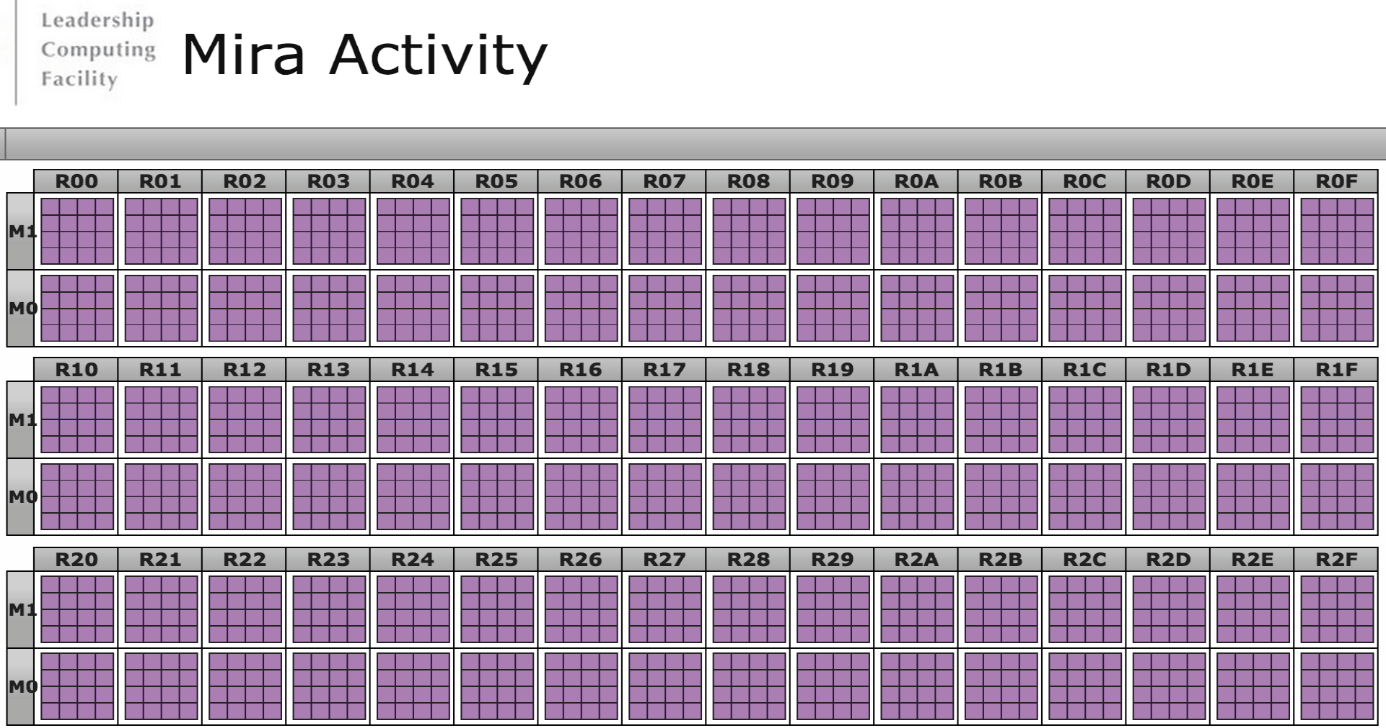 Leadership
Computing
Facility
Mira Activity
R00 R01 R02 R03 R04 R05 R06 R07 R08 R09 R0A R0B R0C R0D R0E R0F
M1
M0
R10 R11 R12 R13 R14 R15 R16 R17 R18 R19 R1A R1B R1C R1D R1E R1F
M1
M0
R20 R21 R22 R23 R24 R25 R26 R27 R28 R29 R2A R2B R2C R2D R2E R2F
M1
M0